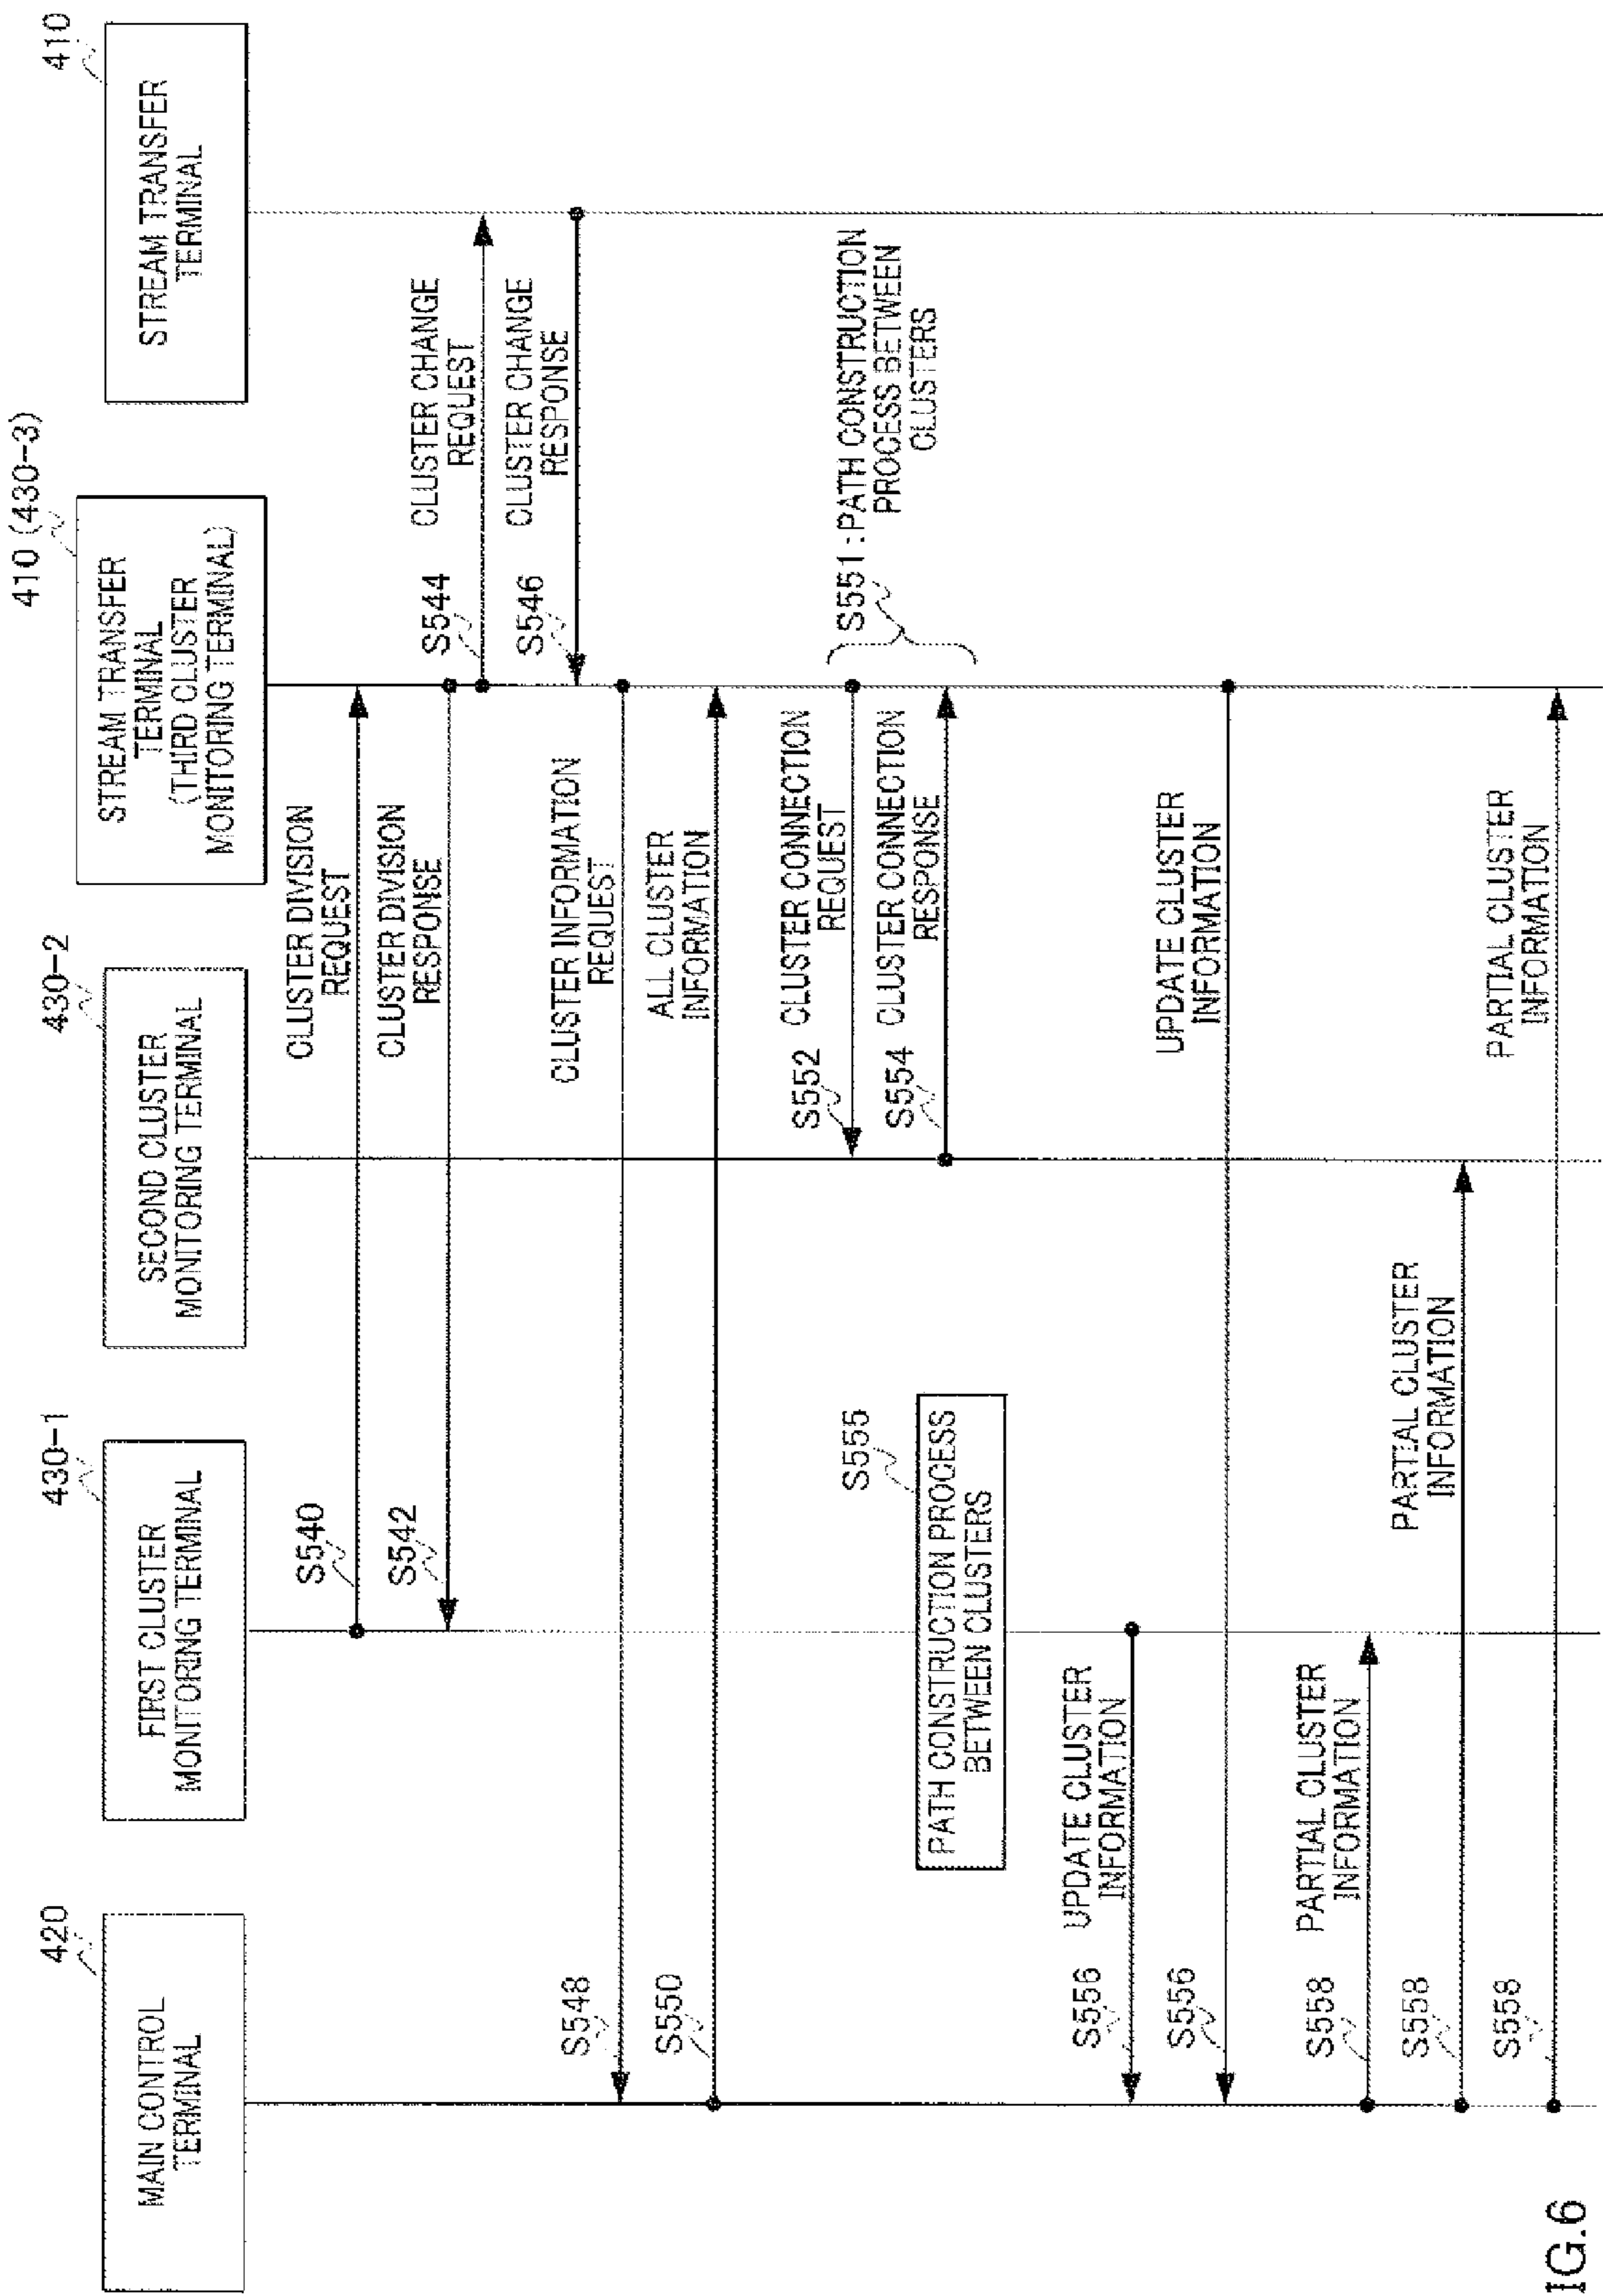 420
MAIN CONTROL
TERMINAL
430-1
FIRST CLUSTER
MONITORING TERMINAL
430-2
SECOND CLUSTER
MONITORING TERMINAL
410 (430-3)
STREAM TRANSFER
TERMINAL
(THIRD CLUSTER
MONITORING TERMINAL)
410
STREAM TRANSFER
TERMINAL
S540
CLUSTER DIVISION
REQUEST
S542
CLUSTER DIVISION
RESPONSE
S544
CLUSTER CHANGE
REQUEST
S546
CLUSTER CHANGE
RESPONSE
S548
CLUSTER INFORMATION
REQUEST
S550
ALL CLUSTER
INFORMATION
S551 : PATH CONSTRUCTION
PROCESS BETWEEN
CLUSTERS
S552
CLUSTER CONNECTION
REQUEST
S554
CLUSTER CONNECTION
RESPONSE
S555
PATH CONSTRUCTION PROCESS
BETWEEN CLUSTERS
S556
UPDATE CLUSTER
INFORMATION
S556
UPDATE CLUSTER
INFORMATION
S558
PARTIAL CLUSTER
INFORMATION
S558
PARTIAL CLUSTER
INFORMATION
S558
PARTIAL CLUSTER
INFORMATION
IG.6